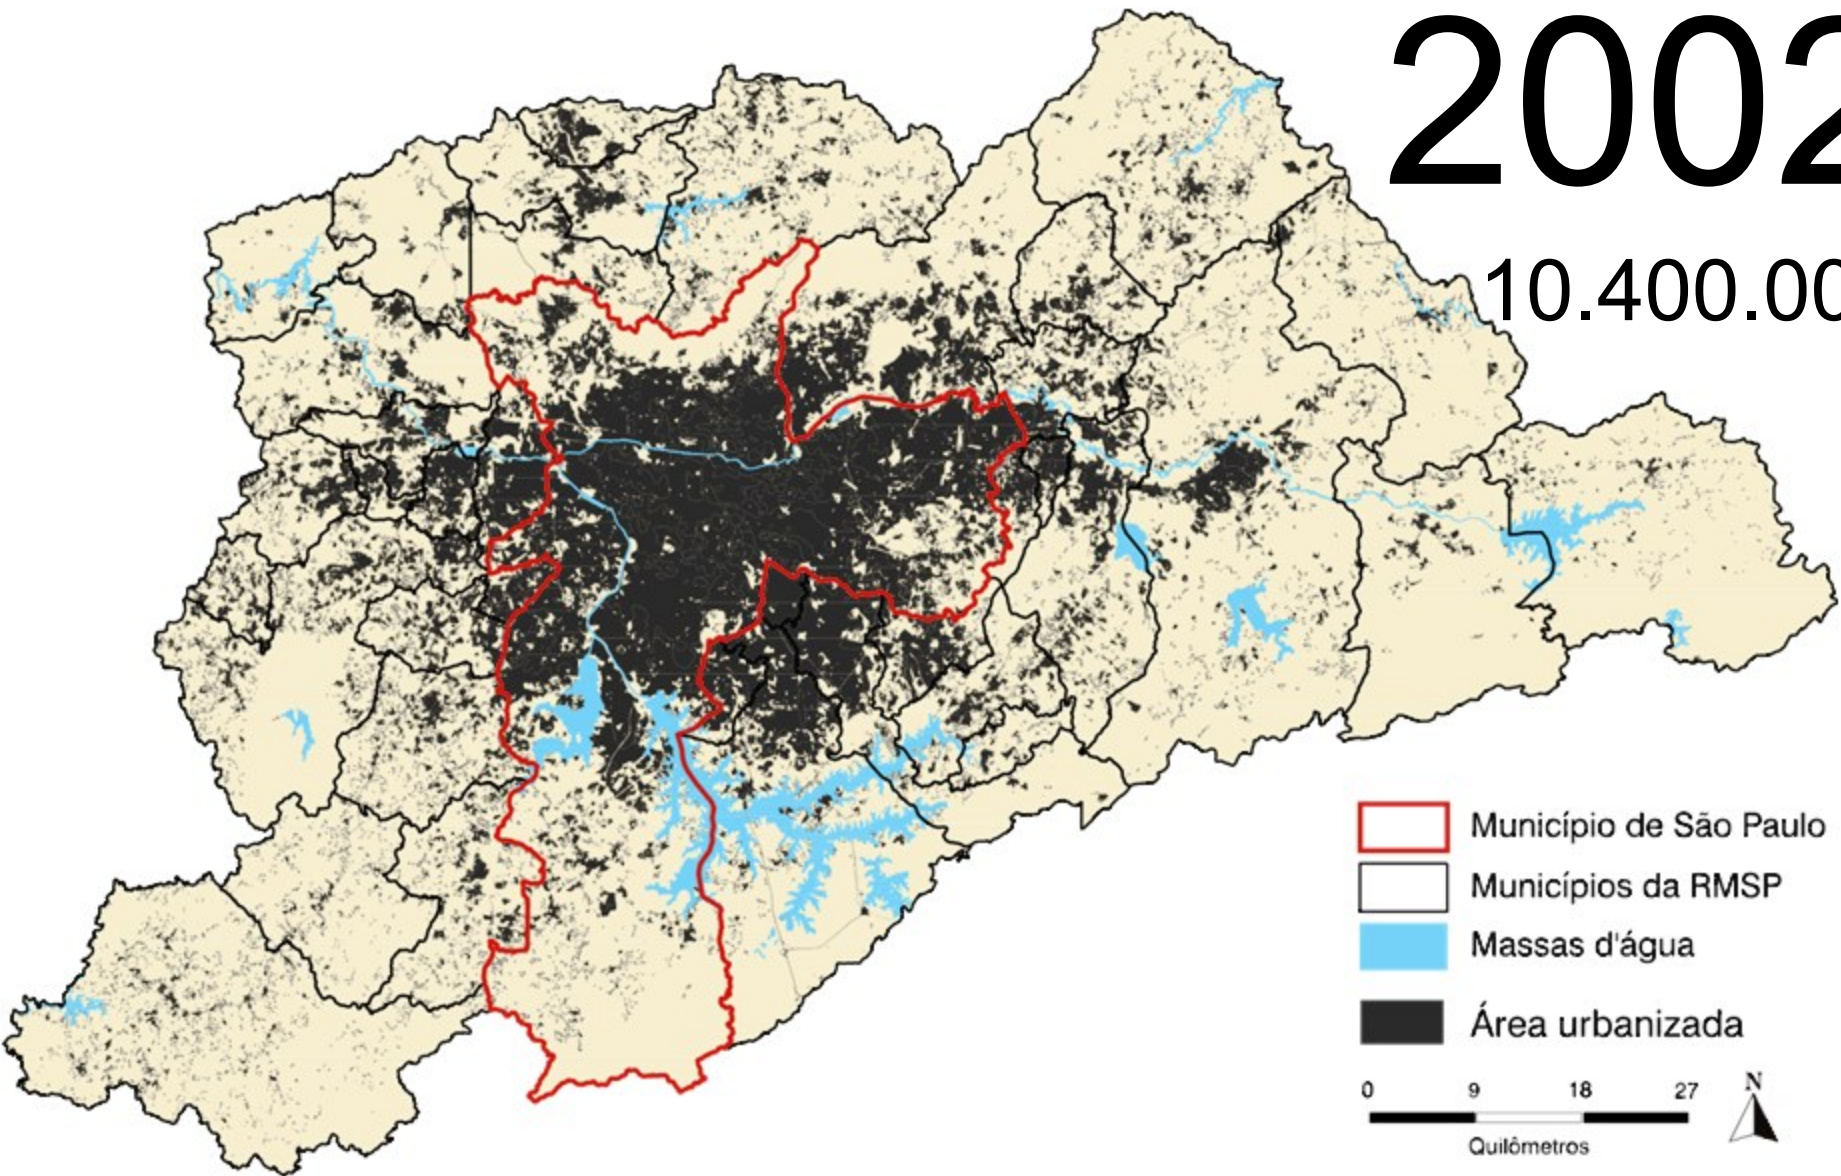 2002
10.400.00
Município de São Paulo
Municípios da RMSP
Massas d'água
Área urbanizada
0 9 18 27
N
Quilômetros